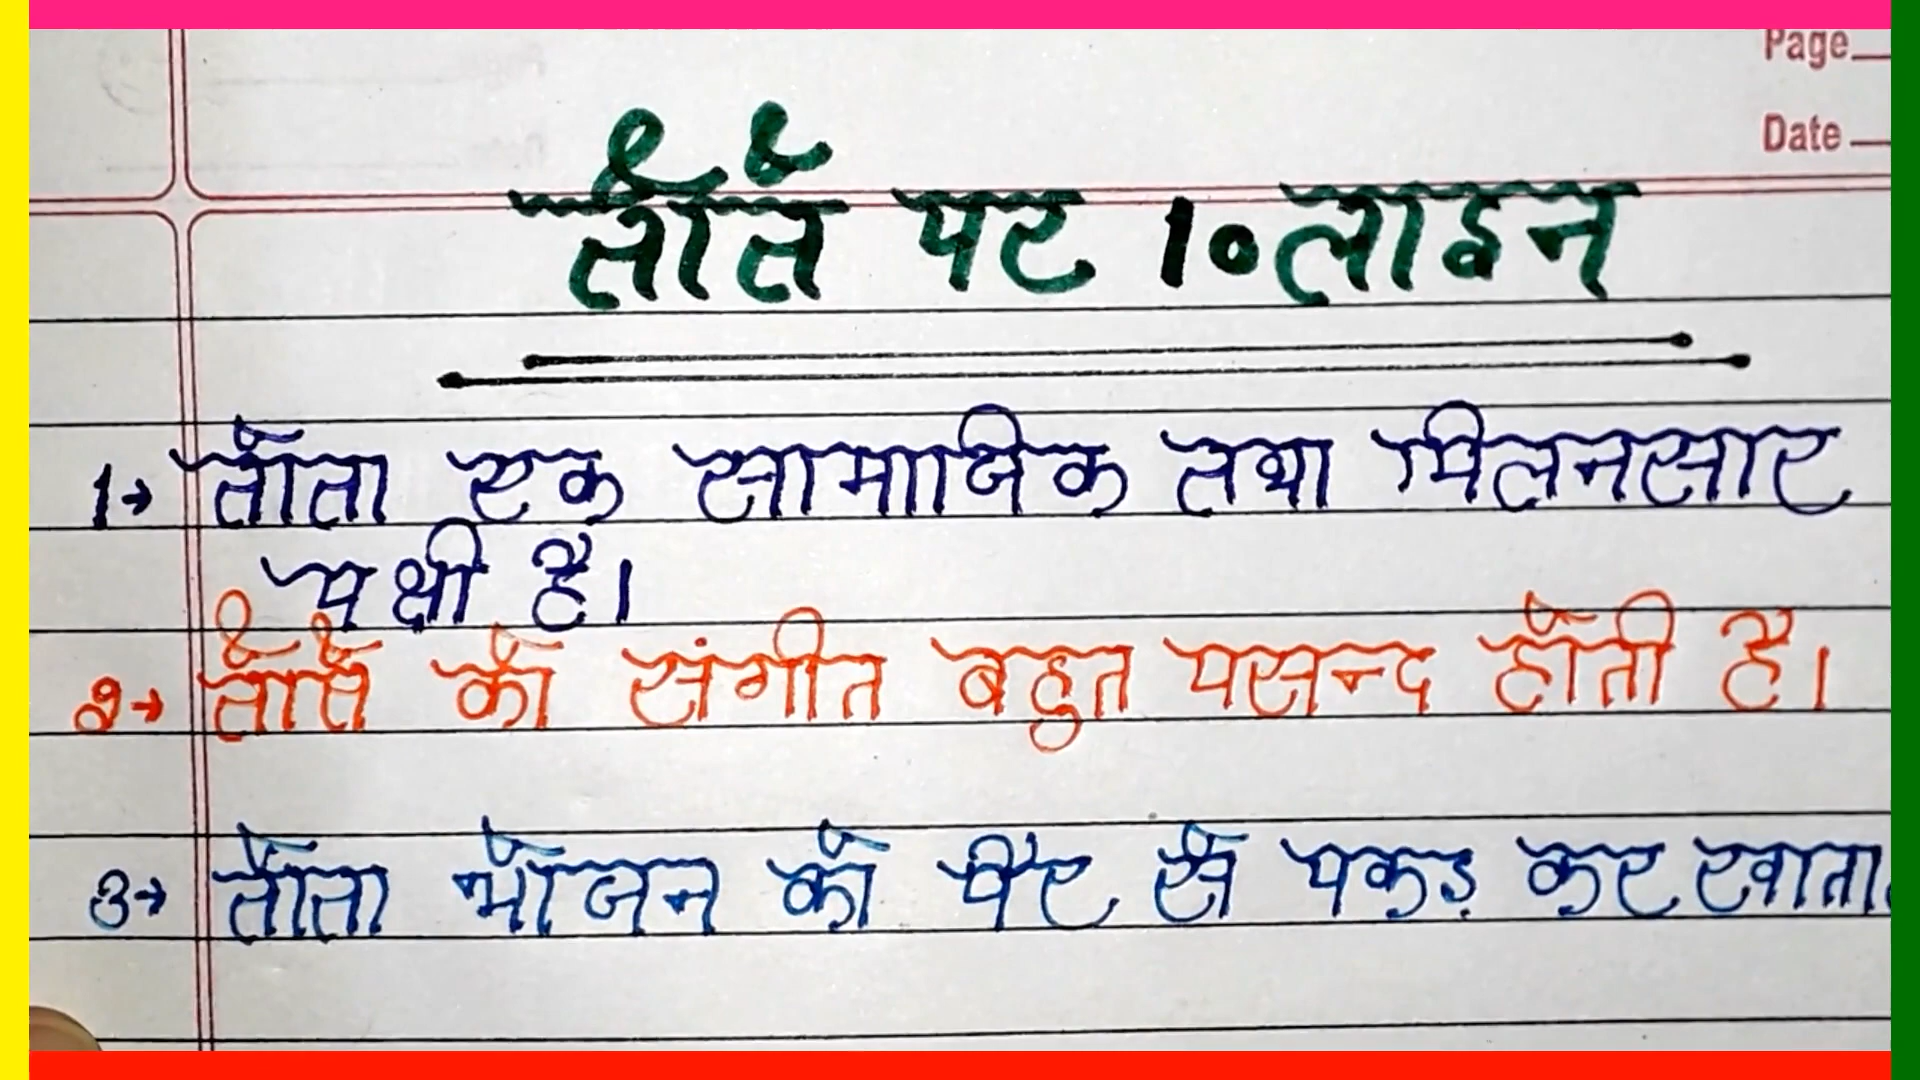 Page
Date
तोते पर 10 लाइन
1→ तोता एक सामाजिक तथा मिलनसार
पक्षी है।
2→ तोते को संगीत बहुत पसन्द होती है।
3→ तोता भोजन को पैर से पकड़ कर खाता